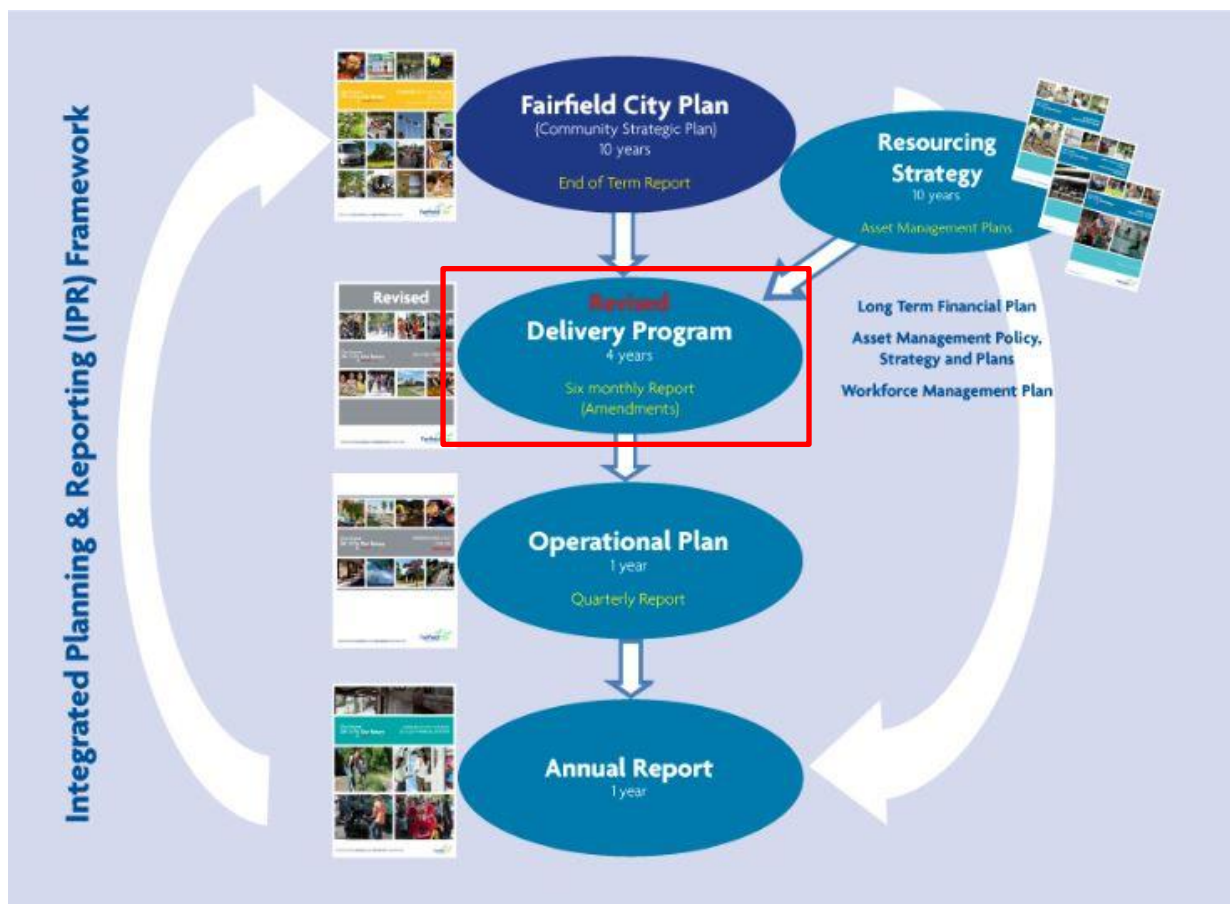 Integrated Planning & Reporting (IPR) Framework
Fairfield City Plan
(Community Strategic Plan)
10 years
End of Term Report
Resourcing
Strategy
10 years
Asset Management Plans
Revised
Revised
Delivery Program
4 years
Six monthly Report
(Amendments)
Long Term Financial Plan
Asset Management Policy,
Strategy and Plans
Workforce Management Plan
Operational Plan
1 year
Quarterly Report
Annual Report
1 year